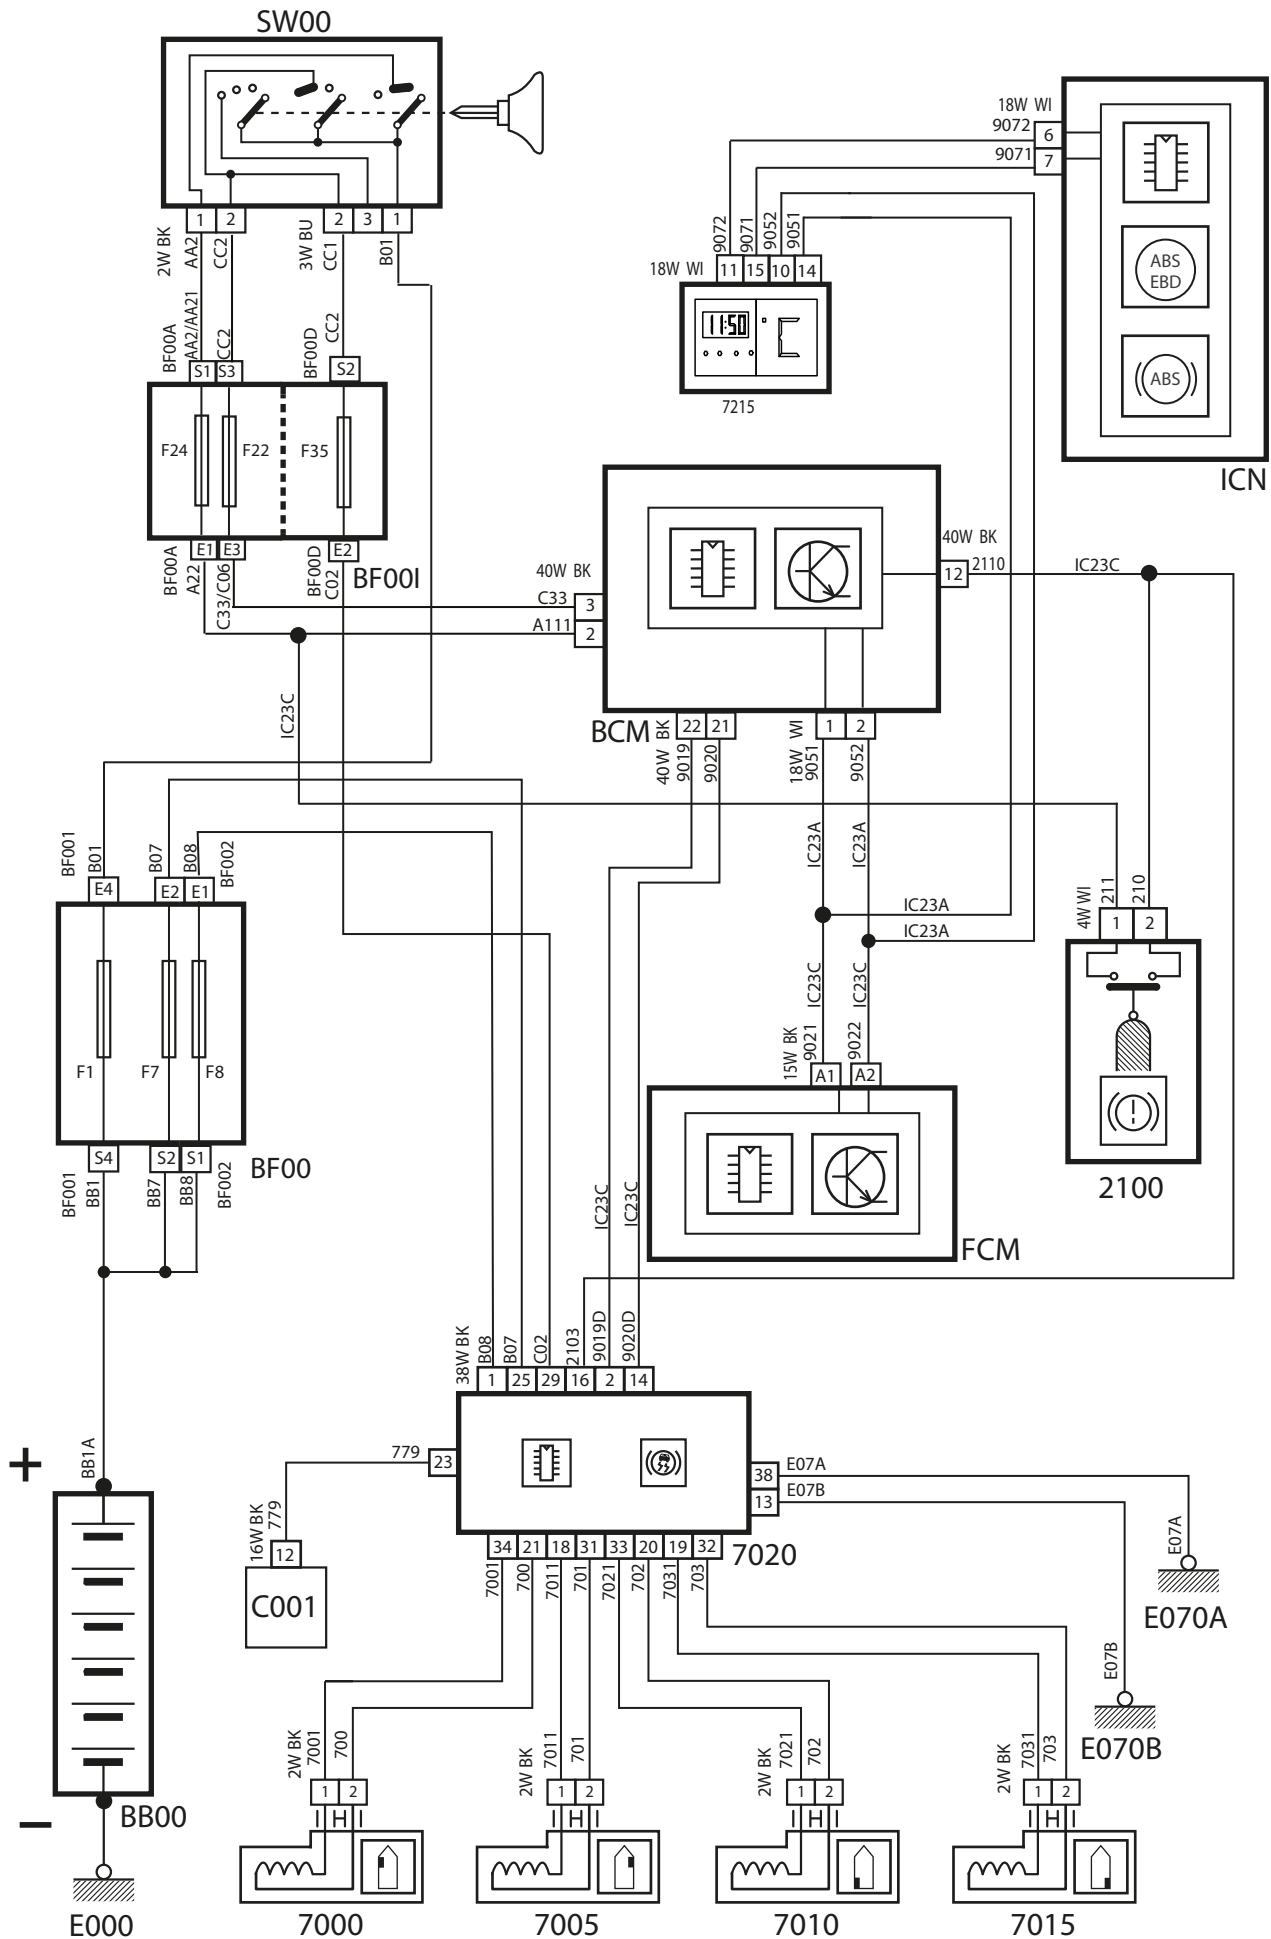 SW00
1 2 2 3 1
2W BK
AA2
CC2
3W BU
CC1
B01
BF00A
AA2/AA21
CC2
BF00D
CC2
S1 S3 S2
F24 F22 F35
E1 E3 E2
BF00A
A22
C33/C06
BF00D
C02
BF00I
18W WI
9072 6
9071 7
ABS
EBD
ABS
ICN
9072
9071
9052
9051
18W WI 11 15 10 14
11:50
7215
40W BK
C33 3
A111 2
40W BK
12 2110
IC23C
BCM
22 21 1 2
40W BK
9019
9020
18W WI
9051
9052
IC23C
IC23A
IC23A
IC23A
IC23A
IC23C
IC23C
15W BK
9021
9022
A1 A2
FCM
4W WI
211
210
1 2
2100
BF001
B01
B07
B08
BF002
E4 E2 E1
F1 F7 F8
S4 S2 S1
BF00
BF001
BB1
BB7
BB8
BF002
IC23C
IC23C
38W BK
B08
B07
C02
2103
9019D
9020D
1 25 29 16 2 14
779 23
38 E07A
13 E07B
34 21 18 31 33 20 19 32
7020
7001
700
7011
701
7021
702
7031
703
16W BK
779
12
C001
E07A
E070A
E07B
E070B
+
BB1A
−
BB00
E000
2W BK
7001
700
1 2
7000
2W BK
7011
701
1 2
7005
2W BK
7021
702
1 2
7010
2W BK
7031
703
1 2
7015